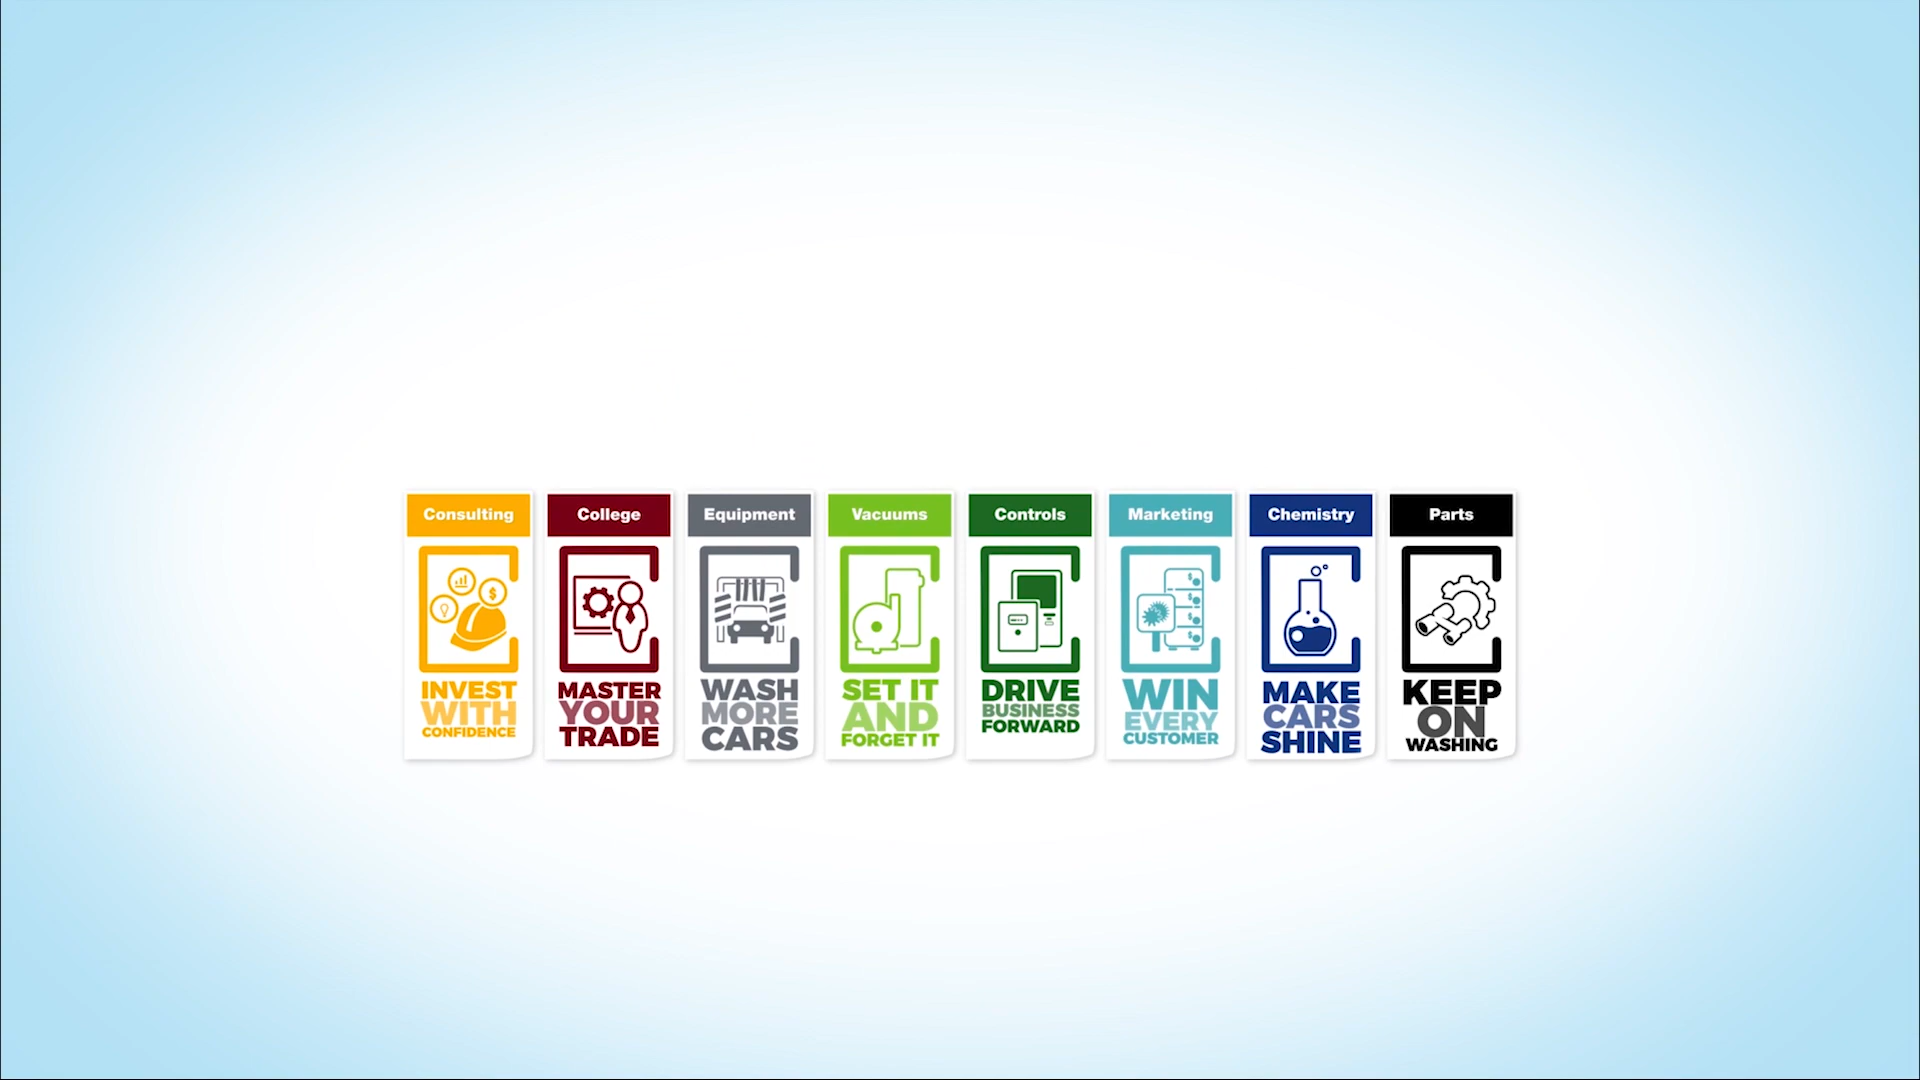 Consulting
INVEST
WITH
CONFIDENCE
College
MASTER
YOUR
TRADE
Equipment
WASH
MORE
CARS
Vacuums
SET IT
AND
FORGET IT
Controls
DRIVE
BUSINESS
FORWARD
Marketing
WIN
EVERY
CUSTOMER
Chemistry
MAKE
CARS
SHINE
Parts
KEEP
ON
WASHING